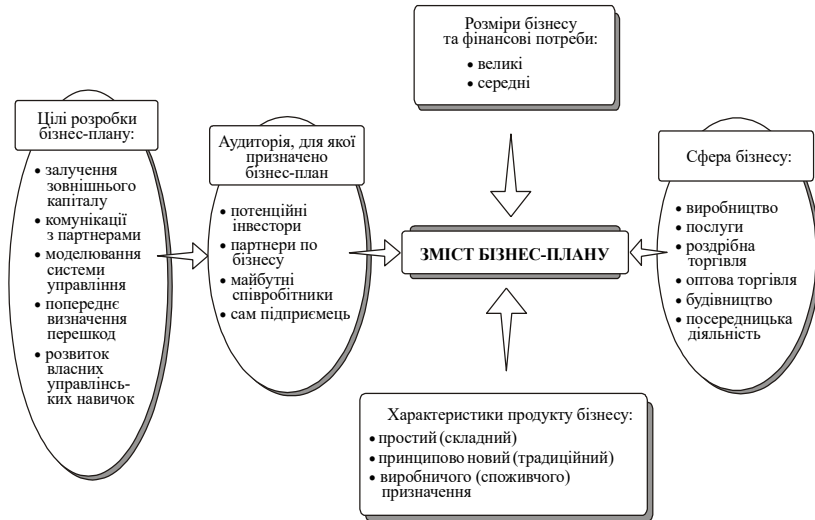 Цілі розробки
бізнес-плану:
• залучення
зовнішнього
капіталу
• комунікації
з партнерами
• моделювання
системи
управління
• попереднє
визначення
перешкод
• розвиток
власних
управлінсь-
ких навичок
Аудиторія, для якої
призначено
бізнес-план
• потенційні
інвестори
• партнери по
бізнесу
• майбутні
співробітники
• сам підприємець
Розміри бізнесу
та фінансові потреби:
• великі
• середні
ЗМІСТ БІЗНЕС-ПЛАНУ
Сфера бізнесу:
• виробництво
• послуги
• роздрібна
торгівля
• оптова торгівля
• будівництво
• посередницька
діяльність
Характеристики продукту бізнесу:
• простий (складний)
• принципово новий (традиційний)
• виробничого (споживчого)
призначення